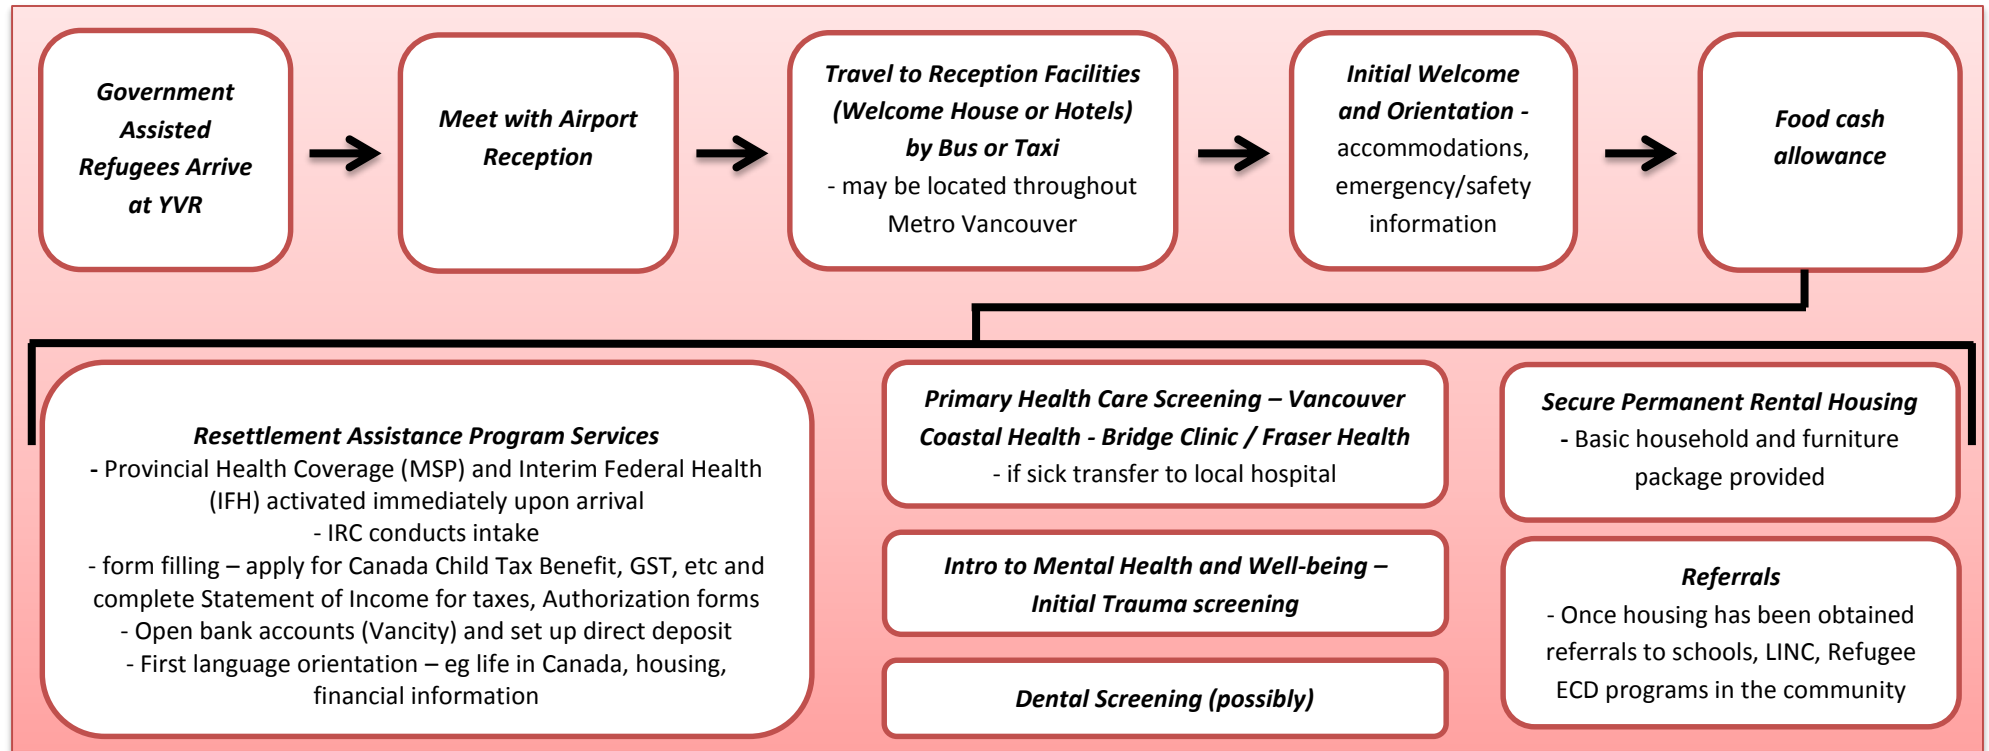 Government
Assisted
Refugees Arrive
at YVR
Meet with Airport
Reception
Travel to Reception Facilities
(Welcome House or Hotels)
by Bus or Taxi
- may be located throughout
Metro Vancouver
Initial Welcome
and Orientation -
accommodations,
emergency/safety
information
Food cash
allowance
Resettlement Assistance Program Services
- Provincial Health Coverage (MSP) and Interim Federal Health
(IFH) activated immediately upon arrival
- IRC conducts intake
- form filling – apply for Canada Child Tax Benefit, GST, etc and
complete Statement of Income for taxes, Authorization forms
- Open bank accounts (Vancity) and set up direct deposit
- First language orientation – eg life in Canada, housing,
financial information
Primary Health Care Screening – Vancouver
Coastal Health - Bridge Clinic / Fraser Health
- if sick transfer to local hospital
Intro to Mental Health and Well-being –
Initial Trauma screening
Dental Screening (possibly)
Secure Permanent Rental Housing
- Basic household and furniture
package provided
Referrals
- Once housing has been obtained
referrals to schools, LINC, Refugee
ECD programs in the community